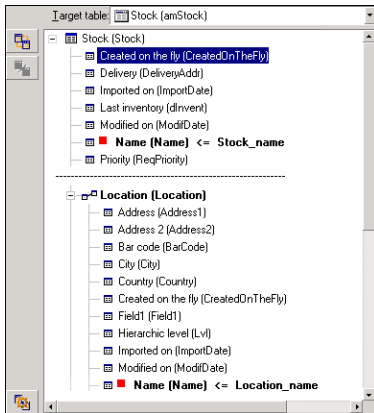 Target table: Stock (amStock)
Stock (Stock)
Created on the fly (CreatedOnTheFly)
Delivery (DeliveryAddr)
Imported on (ImportDate)
Last inventory (dInvent)
Modified on (ModifDate)
Name (Name) <= Stock_name
Priority (ReqPriority)
Location (Location)
Address (Address1)
Address 2 (Address2)
Bar code (BarCode)
City (City)
Country (Country)
Created on the fly (CreatedOnTheFly)
Field1 (Field1)
Hierarchic level (Lvl)
Imported on (ImportDate)
Modified on (ModifDate)
Name (Name) <= Location_name